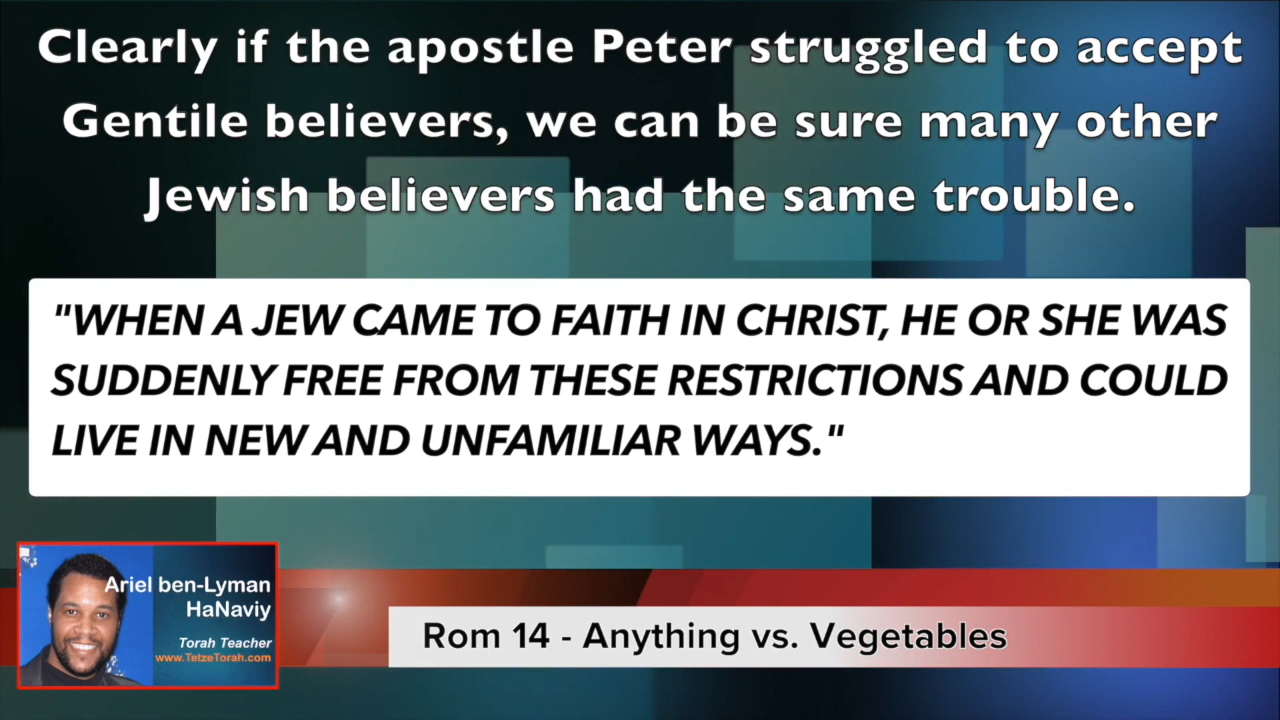 Clearly if the apostle Peter struggled to accept
Gentile believers, we can be sure many other
Jewish believers had the same trouble.
"WHEN A JEW CAME TO FAITH IN CHRIST, HE OR SHE WAS
SUDDENLY FREE FROM THESE RESTRICTIONS AND COULD
LIVE IN NEW AND UNFAMILIAR WAYS."
Ariel ben-Lyman
HaNaviy
Torah Teacher
www.TetzeTorah.com
Rom 14 - Anything vs. Vegetables